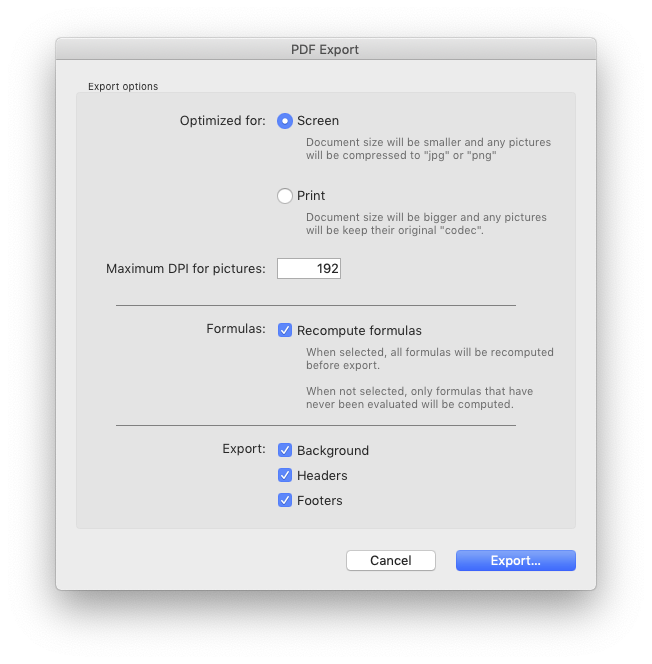 PDF Export
Export options
Optimized for: Screen
Document size will be smaller and any pictures
will be compressed to "jpg" or "png"
Print
Document size will be bigger and any pictures
will be keep their original "codec".
Maximum DPI for pictures: 192
Formulas: Recompute formulas
When selected, all formulas will be recomputed
before export.
When not selected, only formulas that have
never been evaluated will be computed.
Export: Background
Headers
Footers
Cancel Export...